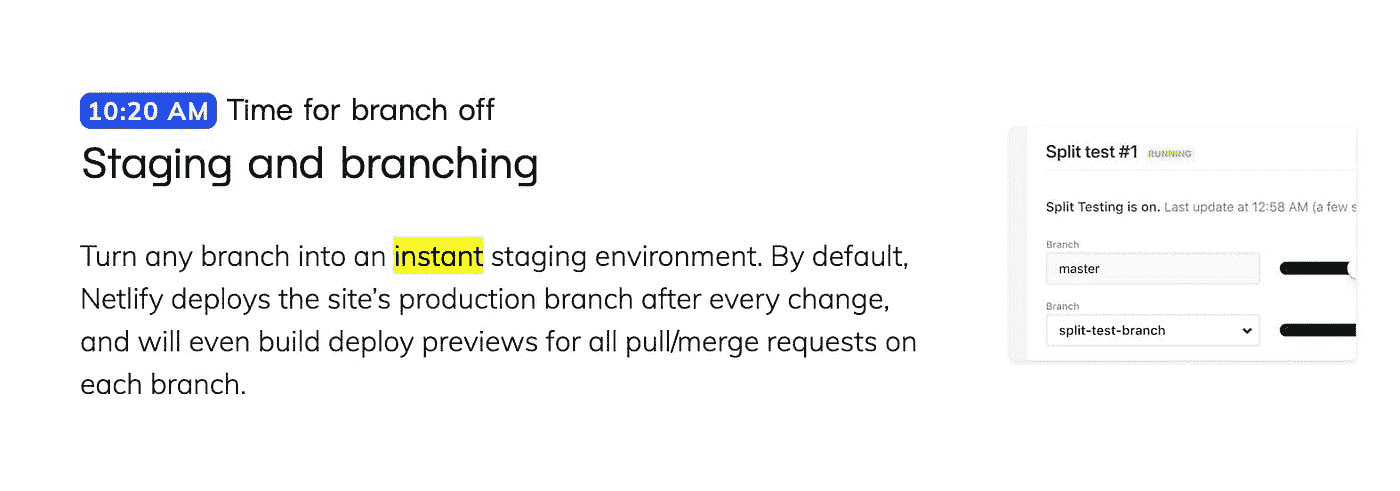 10:20 AM Time for branch off
Staging and branching
Turn any branch into an instant staging environment. By default,
Netlify deploys the site's production branch after every change,
and will even build deploy previews for all pull/merge requests on
each branch.
Split test #1 RUNNING
Split Testing is on. Last update at 12:58 AM (a few s
Branch
master
Branch
split-test-branch